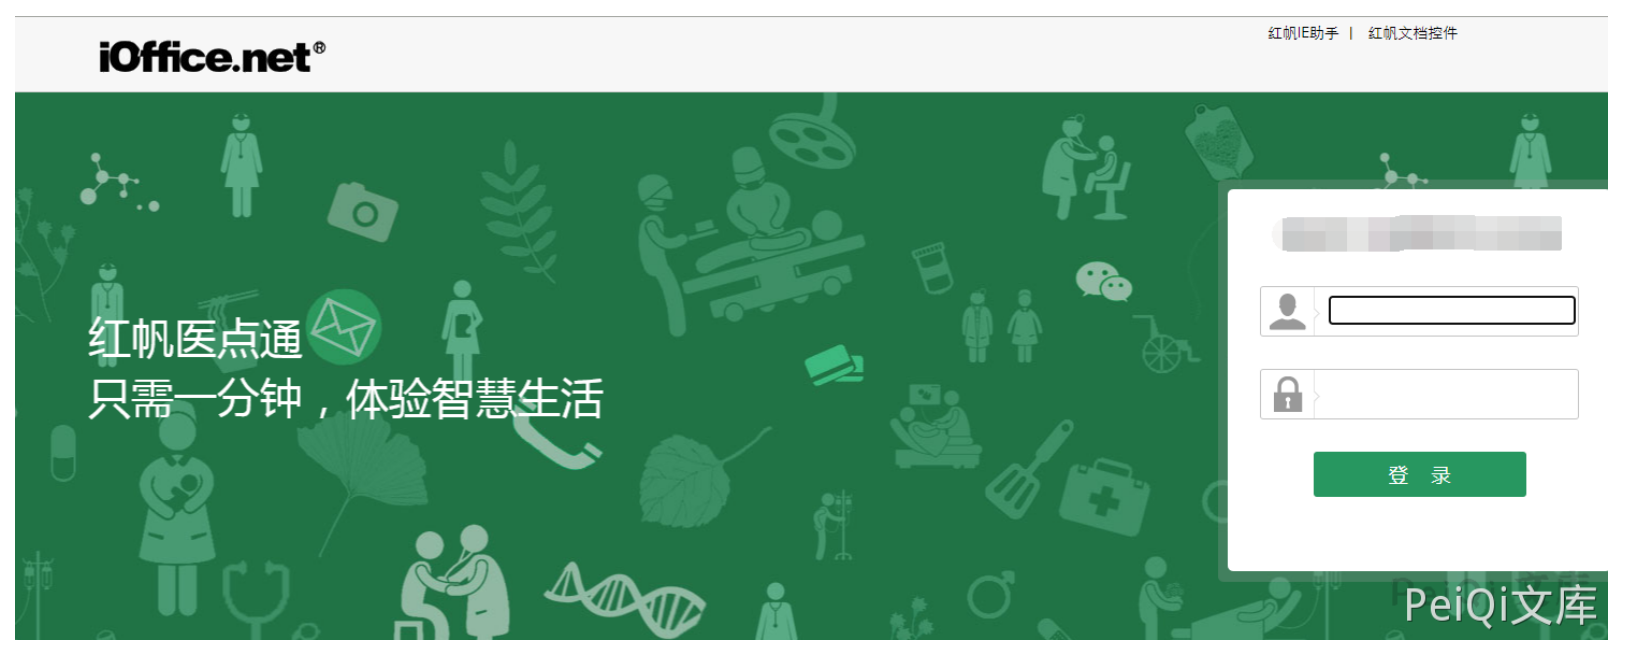 iOffice.net®
红帆IE助手 | 红帆文档控件
红帆医点通
只需一分钟，体验智慧生活
登 录
PeiQi文库